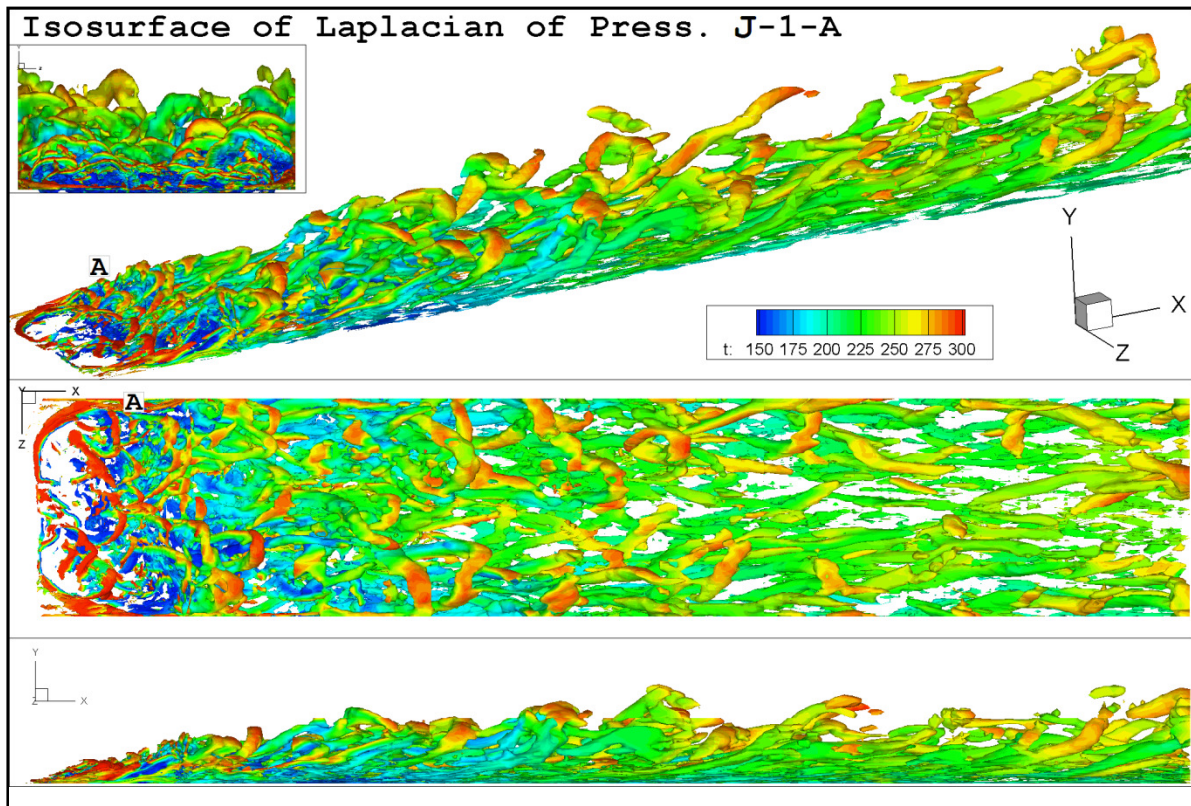 Isosurface of Laplacian of Press. J-1-A
Y
Z
A
Y
X
Z
t: 150 175 200 225 250 275 300
Y
X
Z
A
Y
Z
X